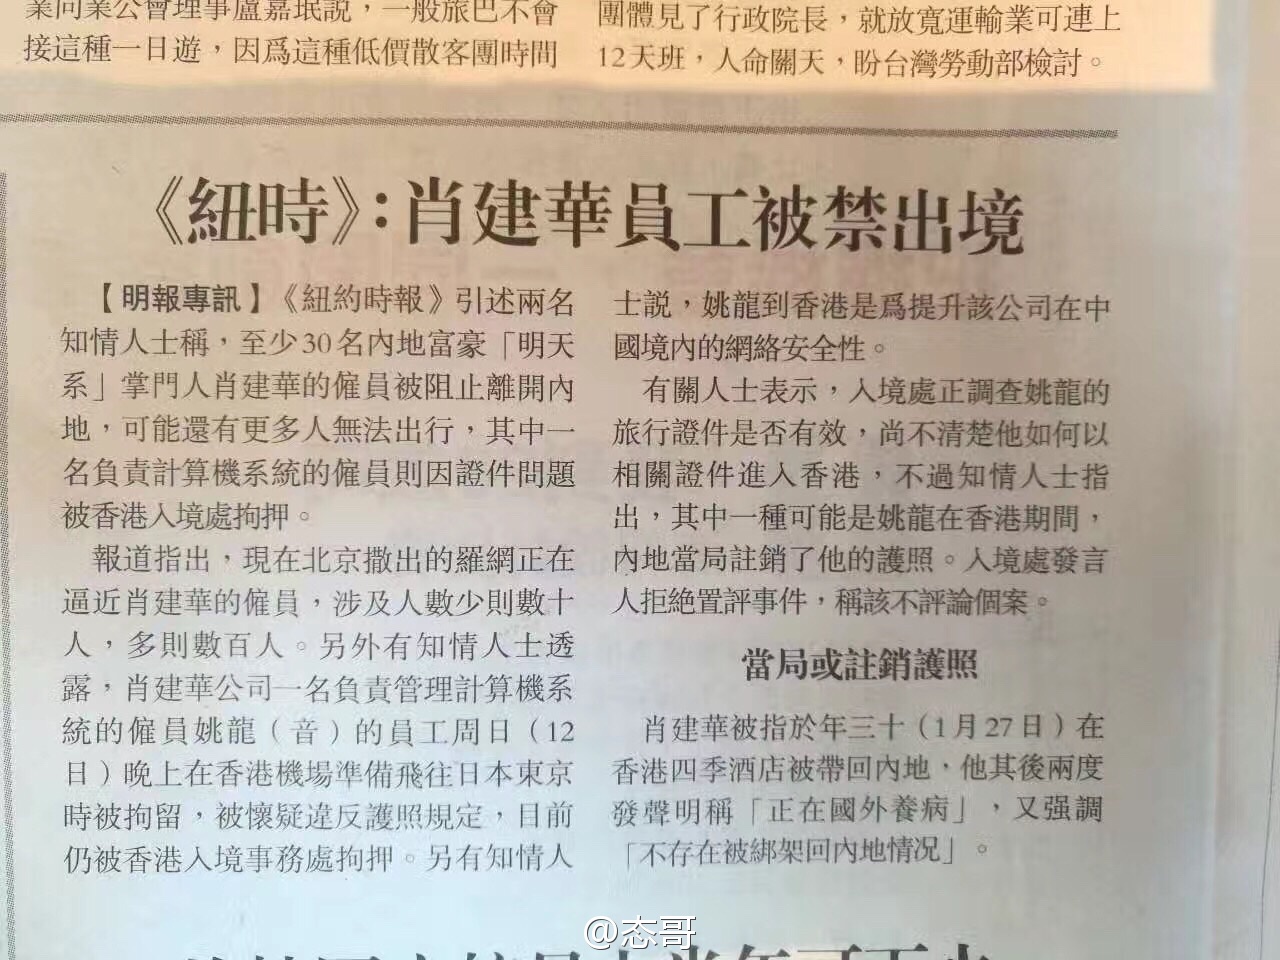 業同業公會理事盧嘉珉説，一般旅巴不會
接這種一日遊，因爲這種低價散客團時間
團體見了行政院長，就放寬運輸業可連上
12天班，人命關天，盼台灣勞動部檢討。
《紐時》：肖建華員工被禁出境
【明報專訊】《紐約時報》引述兩名
知情人士稱，至少30名內地富豪「明天
系」掌門人肖建華的僱員被阻止離開內
地，可能還有更多人無法出行，其中一
名負責計算機系統的僱員則因證件問題
被香港入境處拘押。
報道指出，現在北京撒出的羅網正在
逼近肖建華的僱員，涉及人數少則數十
人，多則數百人。另外有知情人士透
露，肖建華公司一名負責管理計算機系
統的僱員姚龍（音）的員工周日（12
日）晚上在香港機場準備飛往日本東京
時被拘留，被懷疑違反護照規定，目前
仍被香港入境事務處拘押。另有知情人
士説，姚龍到香港是爲提升該公司在中
國境內的網絡安全性。
有關人士表示，入境處正調查姚龍的
旅行證件是否有效，尚不清楚他如何以
相關證件進入香港，不過知情人士指
出，其中一種可能是姚龍在香港期間，
內地當局註銷了他的護照。入境處發言
人拒絶置評事件，稱該不評論個案。
當局或註銷護照
肖建華被指於年三十（1月27日）在
香港四季酒店被帶回內地，他其後兩度
發聲明稱「正在國外養病」，又强調
「不存在被綁架回內地情況」。
@态哥